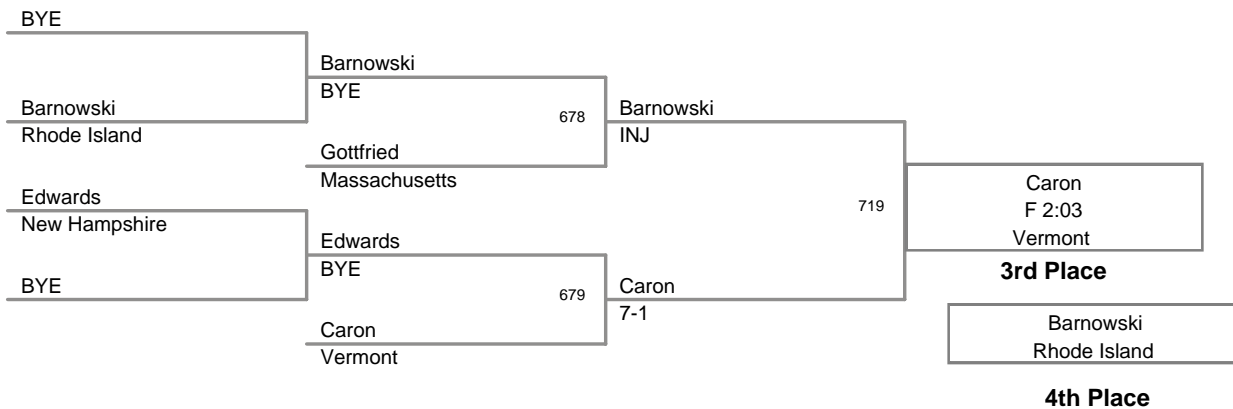 BYE
Barnowski
BYE
Barnowski
Rhode Island
678
Barnowski
INJ
Gottfried
Massachusetts
Edwards
New Hampshire
719
Caron
F 2:03
Vermont
3rd Place
Edwards
BYE
BYE
679
Caron
7-1
Caron
Vermont
Barnowski
Rhode Island
4th Place